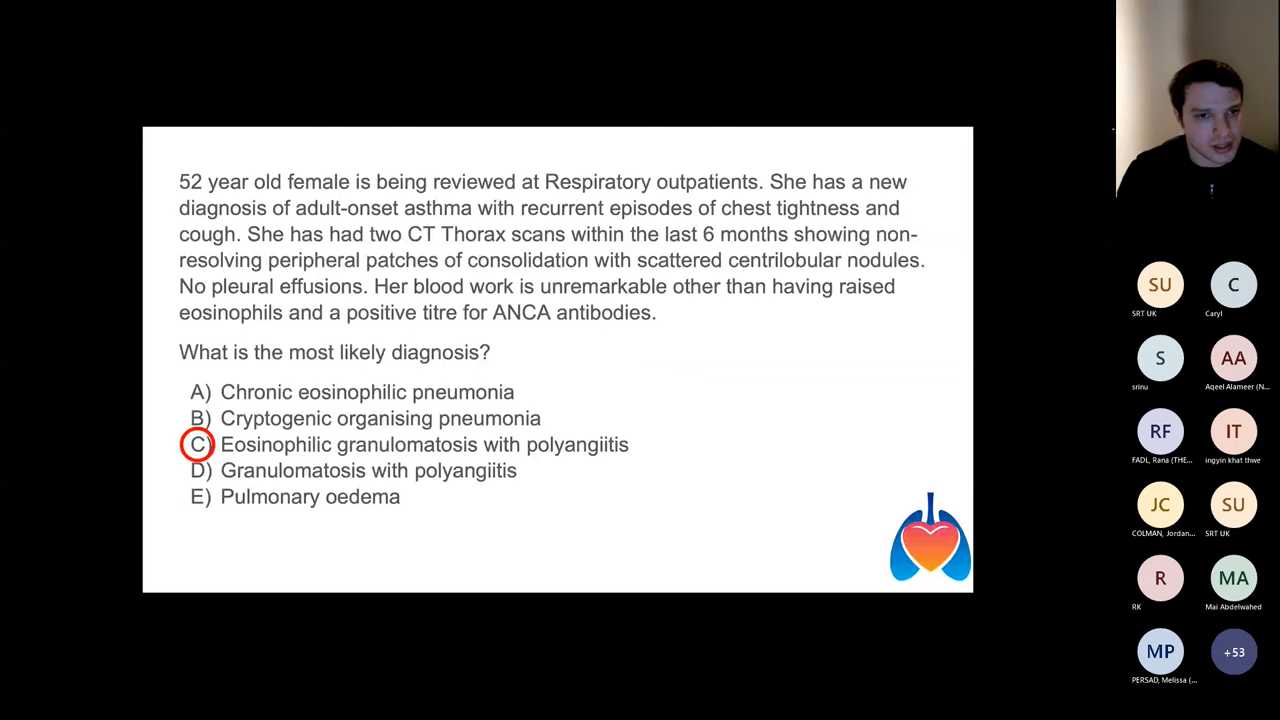 52 year old female is being reviewed at Respiratory outpatients. She has a new
diagnosis of adult-onset asthma with recurrent episodes of chest tightness and
cough. She has had two CT Thorax scans within the last 6 months showing non-
resolving peripheral patches of consolidation with scattered centrilobular nodules.
No pleural effusions. Her blood work is unremarkable other than having raised
eosinophils and a positive titre for ANCA antibodies.
What is the most likely diagnosis?
A) Chronic eosinophilic pneumonia
B) Cryptogenic organising pneumonia
C) Eosinophilic granulomatosis with polyangiitis
D) Granulomatosis with polyangiitis
E) Pulmonary oedema
SU
C
SRT UK
Caryl
S
AA
srinu
Aqeel Alameer (N...
RF
IT
FADL, Rana (THE...
ingyin khat thwe
JC
SU
COLMAN, Jordan...
SRT UK
R
MA
RK
Mai Abdelwahed
MP
+53
PERSAD, Melissa (...